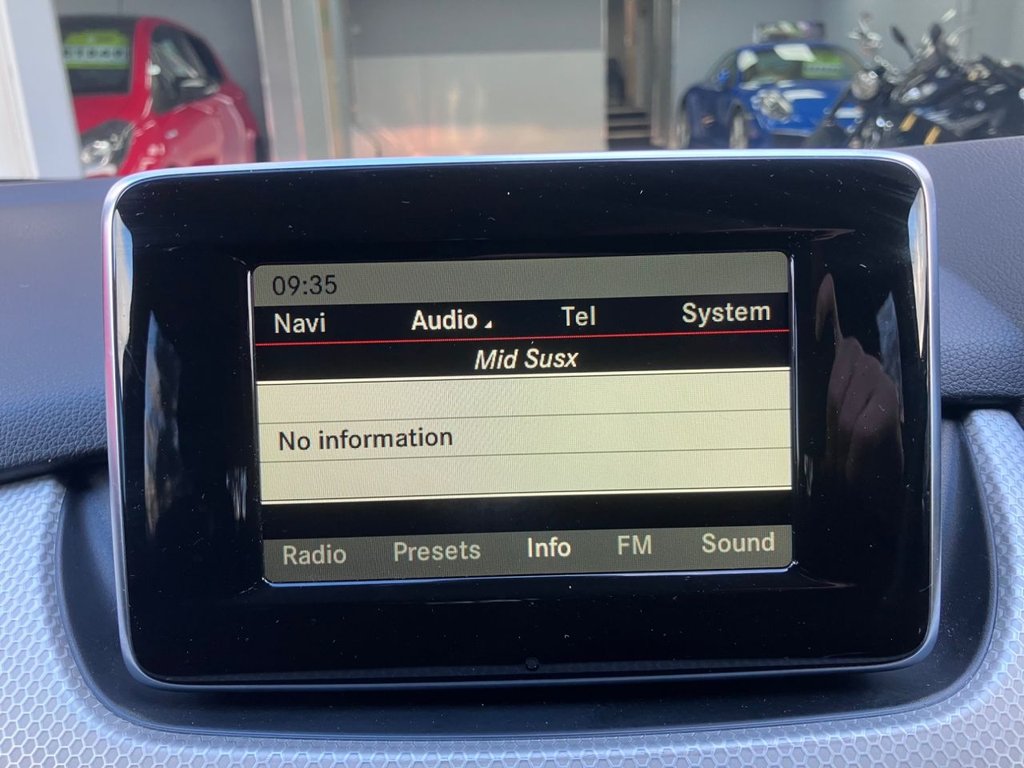 09:35
Navi Audio Tel System
Mid Susx
No information
Radio Presets Info FM Sound